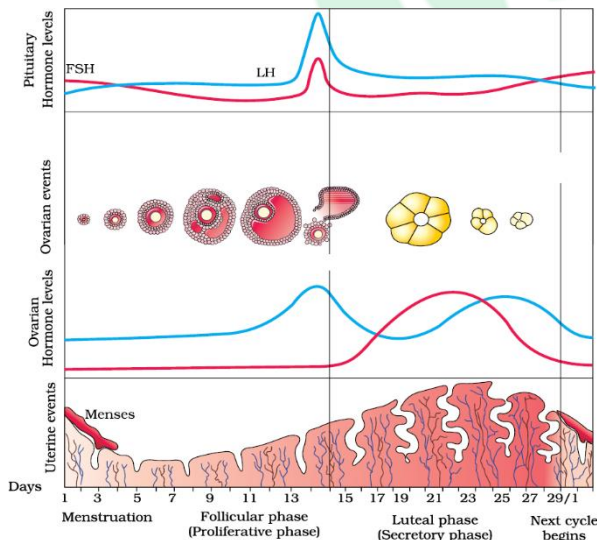 Pituitary
Hormone levels
FSH
LH
Ovarian events
Ovarian
Hormone levels
Uterine events
Menses
Days
1 3 5 7 9 11 13 15 17 19 21 23 25 27 29/1
Menstruation
Follicular phase
(Proliferative phase)
Luteal phase
(Secretory phase)
Next cycle
begins